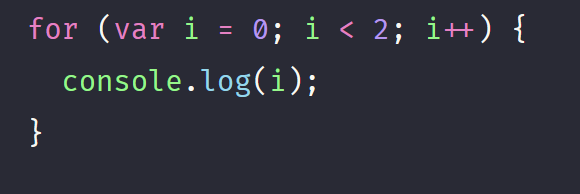 for (var i = 0; i < 2; i++) {
  console.log(i);
}